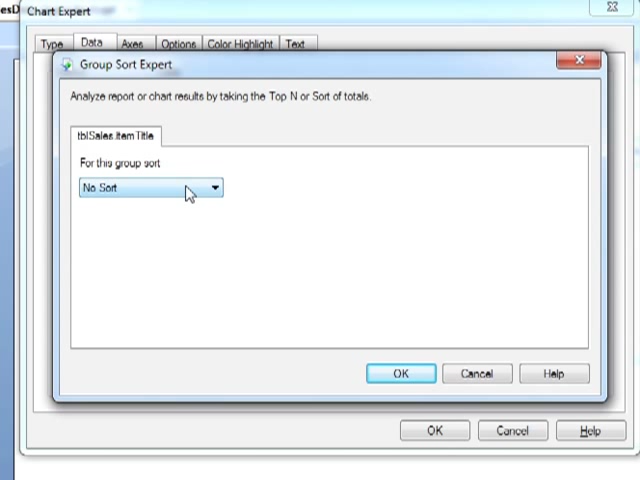 esD
Chart Expert
Type Data Axes Options Color Highlight Text
Group Sort Expert
Analyze report or chart results by taking the Top N or Sort of totals.
tblSales.ItemTitle
For this group sort
No Sort
OK Cancel Help
OK Cancel Help